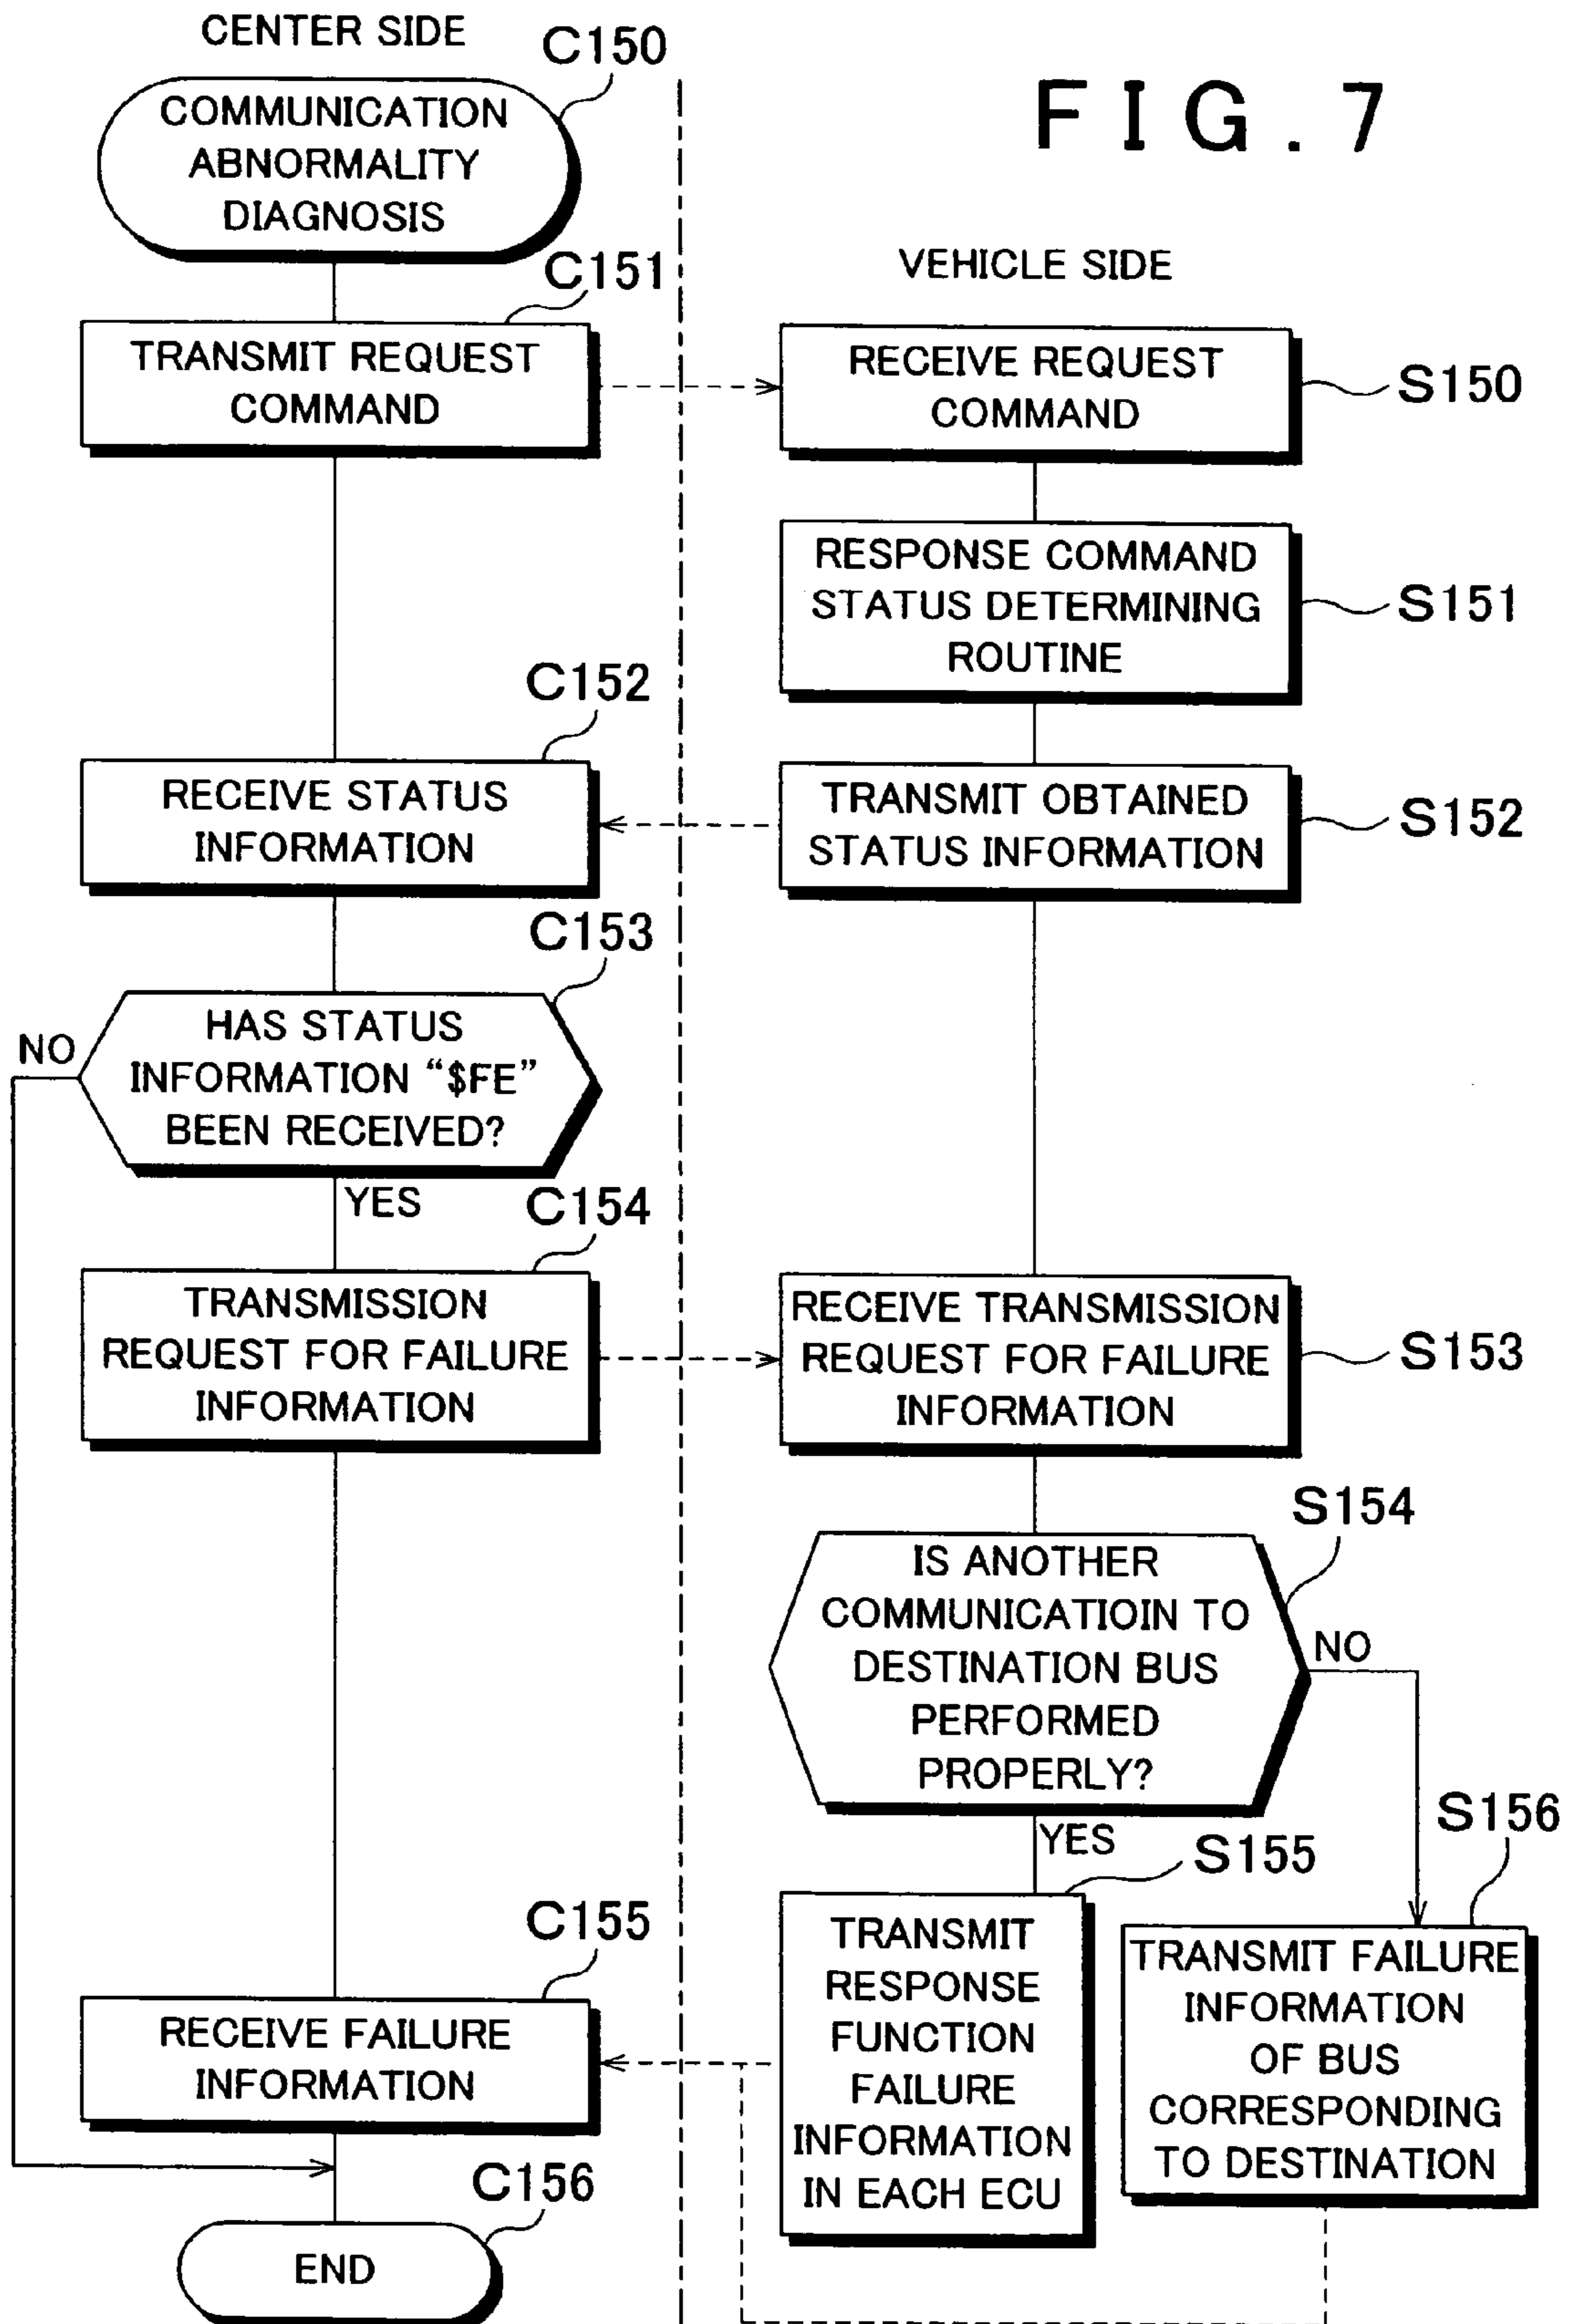 CENTER SIDE
C150
FIG. 7
COMMUNICATION
ABNORMALITY
DIAGNOSIS
VEHICLE SIDE
C151
TRANSMIT REQUEST
COMMAND
RECEIVE REQUEST
COMMAND
S150
RESPONSE COMMAND
STATUS DETERMINING
ROUTINE
S151
C152
RECEIVE STATUS
INFORMATION
TRANSMIT OBTAINED
STATUS INFORMATION
S152
C153
HAS STATUS
INFORMATION “$FE”
BEEN RECEIVED?
NO
YES
C154
TRANSMISSION
REQUEST FOR FAILURE
INFORMATION
RECEIVE TRANSMISSION
REQUEST FOR FAILURE
INFORMATION
S153
S154
IS ANOTHER
COMMUNICATIOIN TO
DESTINATION BUS
PERFORMED
PROPERLY?
NO
YES
S155
S156
C155
RECEIVE FAILURE
INFORMATION
TRANSMIT
RESPONSE
FUNCTION
FAILURE
INFORMATION
IN EACH ECU
TRANSMIT FAILURE
INFORMATION
OF BUS
CORRESPONDING
TO DESTINATION
C156
END